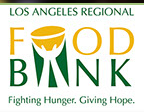 LOS ANGELES REGIONAL
FOOD
BANK
Fighting Hunger. Giving Hope.